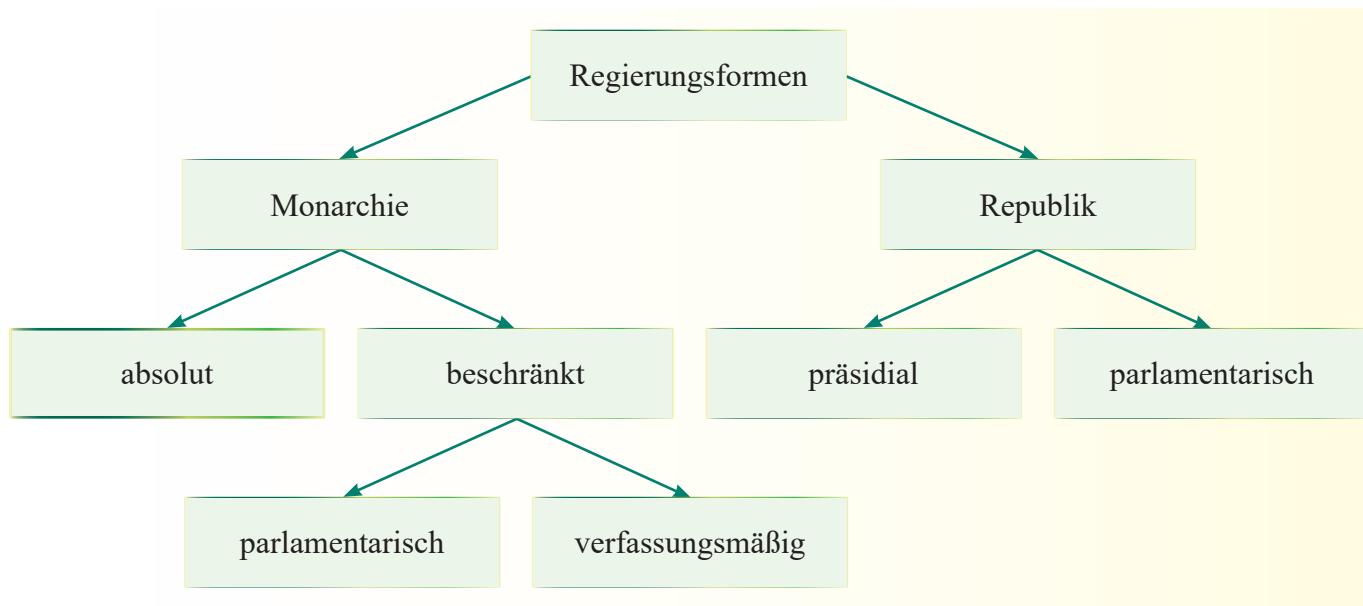 Regierungsformen
Monarchie
Republik
absolut
beschränkt
präsidial
parlamentarisch
parlamentarisch
verfassungsmäßig